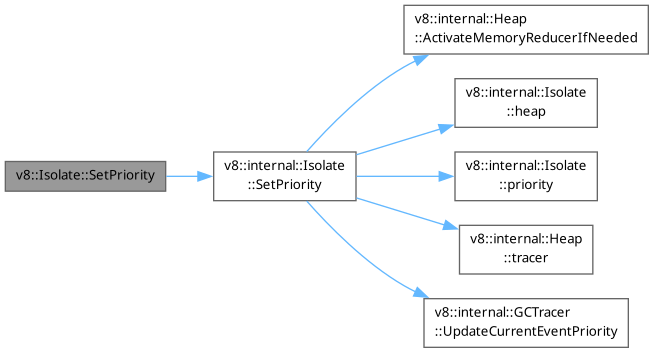 v8::Isolate::SetPriority
v8::internal::Isolate
::SetPriority
v8::internal::Heap
::ActivateMemoryReducerIfNeeded
v8::internal::Isolate
::heap
v8::internal::Isolate
::priority
v8::internal::Heap
::tracer
v8::internal::GCTracer
::UpdateCurrentEventPriority